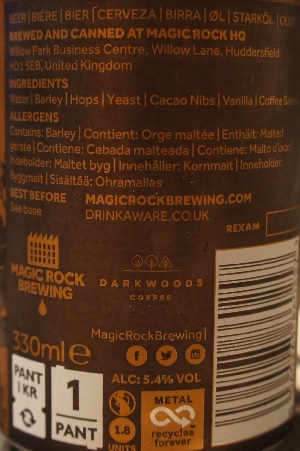 BEER | BIÈRE | BIER | CERVEZA | BIRRA | ØL | STARKÖL | OLUT
BREWED AND CANNED AT MAGIC ROCK HQ
Willow Park Business Centre, Willow Lane, Huddersfield
HD1 5EB, United Kingdom
INGREDIENTS
Water | Barley | Hops | Yeast | Cacao Nibs | Vanilla | Coffee
ALLERGENS
Contains: Barley | Contient: Orge maltée | Enthält: Malted
gerste | Contiene: Cebada malteada | Contiene: Malto d'orzo
Indeholder: Maltet byg | Innehåller: Kornmalt | Inneholder:
Byggmalt | Sisältää: Ohramallas
BEST BEFORE
See base
MAGICROCKBREWING.COM
DRINKAWARE.CO.UK
REXAM
MAGIC ROCK
BREWING
DARKWOODS
COFFEE
MagicRockBrewing |
330ml e
ALC: 5.4% VOL
PANT
1 KR
1
PANT
1.8
UNITS
METAL
recycles
forever